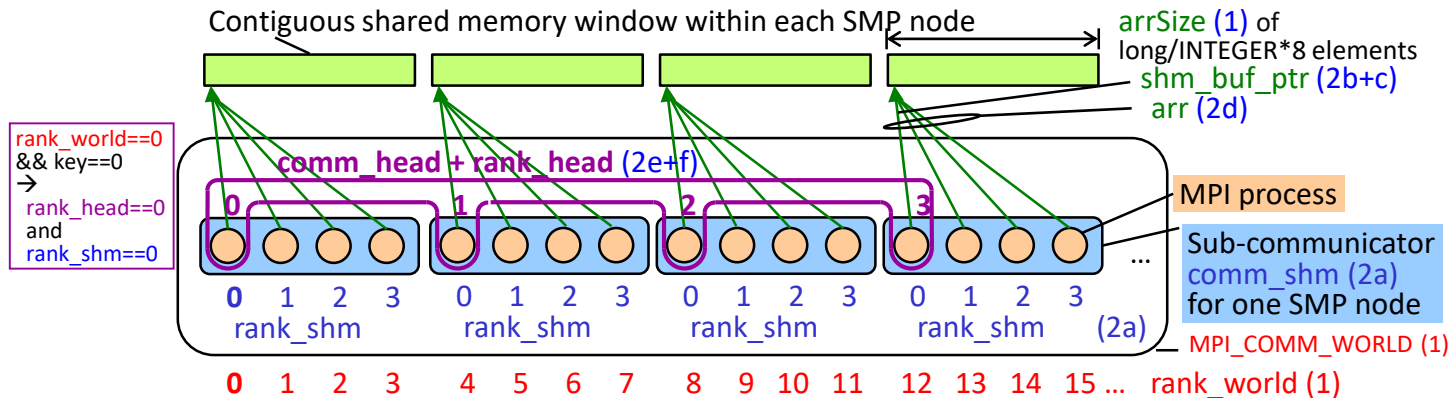 Contiguous shared memory window within each SMP node
arrSize (1) of
long/INTEGER*8 elements
shm_buf_ptr (2b+c)
arr (2d)
rank_world==0
&& key==0
→
rank_head==0
and
rank_shm==0
comm_head + rank_head (2e+f)
0 1 2 3
MPI process
Sub-communicator
comm_shm (2a)
for one SMP node
...
0 1 2 3 0 1 2 3 0 1 2 3 0 1 2 3
rank_shm rank_shm rank_shm rank_shm (2a)
MPI_COMM_WORLD (1)
0 1 2 3 4 5 6 7 8 9 10 11 12 13 14 15 ... rank_world (1)